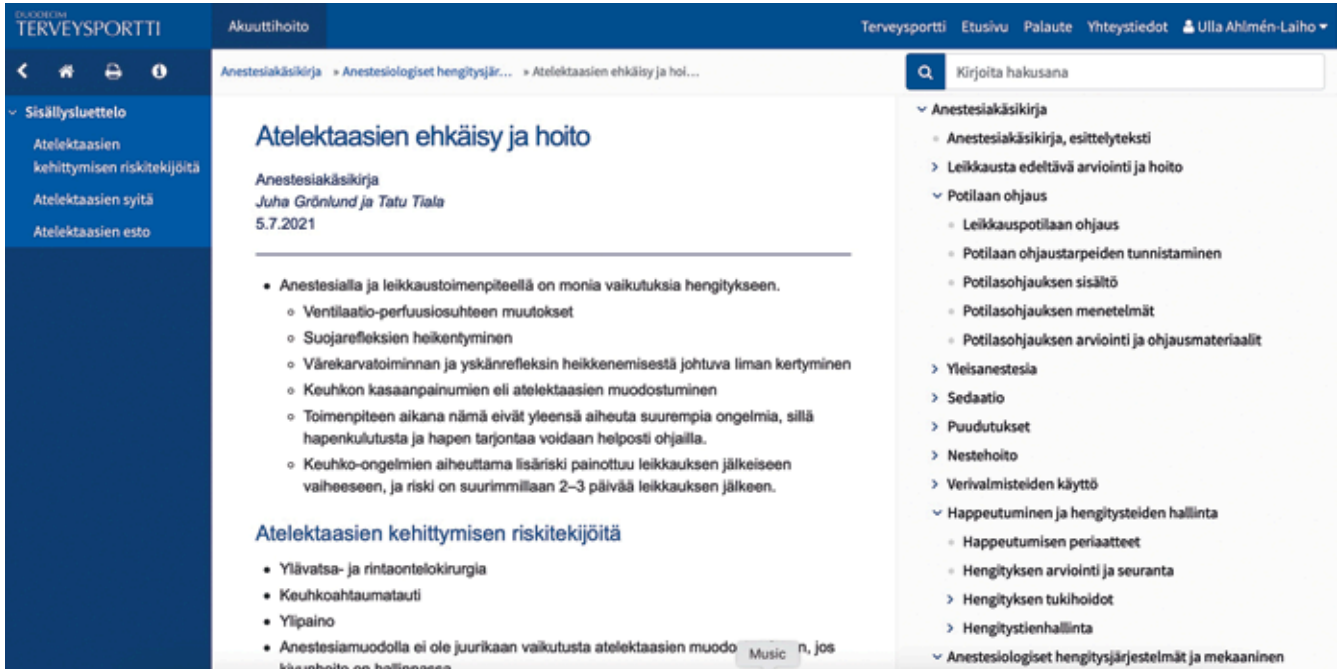 DUODECIM
TERVEYSPORTTI
Akuuttihoito
Terveysportti Etusivu Palaute Yhteystiedot Ulla Ahlmén-Laiho
Anestesiakäsikirja » Anestesiologiset hengitysjär... » Atelektaasien ehkäisy ja hoi...
Kirjoita hakusana
Sisällysluettelo
Atelektaasien
kehittymisen riskitekijöitä
Atelektaasien syitä
Atelektaasien esto
Atelektaasien ehkäisy ja hoito
Anestesiakäsikirja
Juha Grönlund ja Tatu Tiala
5.7.2021
• Anestesialla ja leikkaustoimenpiteellä on monia vaikutuksia hengitykseen.
◦ Ventilaatio-perfuusiosuhteen muutokset
◦ Suojarefleksien heikentyminen
◦ Värekarvatoiminnan ja yskänrefleksin heikkenemisestä johtuva liman kertyminen
◦ Keuhkon kasaanpainumien eli atelektaasien muodostuminen
◦ Toimenpiteen aikana nämä eivät yleensä aiheuta suurempia ongelmia, sillä
hapenkulutusta ja hapen tarjontaa voidaan helposti ohjailla.
◦ Keuhko-ongelmien aiheuttama lisäriski painottuu leikkauksen jälkeiseen
vaiheeseen, ja riski on suurimmillaan 2–3 päivää leikkauksen jälkeen.
Atelektaasien kehittymisen riskitekijöitä
• Ylävatsa- ja rintaontelokirurgia
• Keuhkoahtaumatauti
• Ylipaino
• Anestesiamuodolla ei ole juurikaan vaikutusta atelektaasien muodo n, jos
Music
Anestesiakäsikirja
Anestesiakäsikirja, esittelyteksti
Leikkausta edeltävä arviointi ja hoito
Potilaan ohjaus
Leikkauspotilaan ohjaus
Potilaan ohjaustarpeiden tunnistaminen
Potilasohjauksen sisältö
Potilasohjauksen menetelmät
Potilasohjauksen arviointi ja ohjausmateriaalit
Yleisanestesia
Sedaatio
Puudutukset
Nestehoito
Verivalmisteiden käyttö
Happeutuminen ja hengitysteiden hallinta
Happeutumisen periaatteet
Hengityksen arviointi ja seuranta
Hengityksen tukihoidot
Hengitystienhallinta
Anestesiologiset hengitysjärjestelmät ja mekaaninen